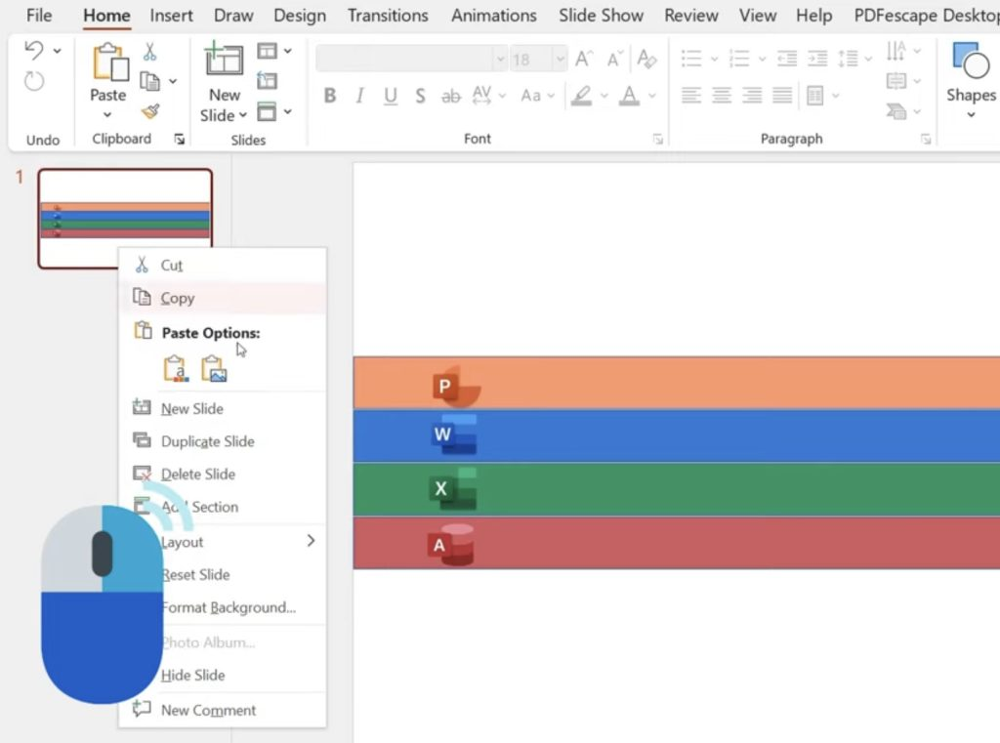 File Home Insert Draw Design Transitions Animations Slide Show Review View Help PDFescape Desktop
18
B I U S ab AV Aa A
Paste New Slide Shapes
Undo Clipboard Slides Font Paragraph
1
Cut
Copy
Paste Options:
a
New Slide
Duplicate Slide
Delete Slide
Add Section
Layout
Reset Slide
Format Background...
Photo Album...
Hide Slide
New Comment
P
W
X
A